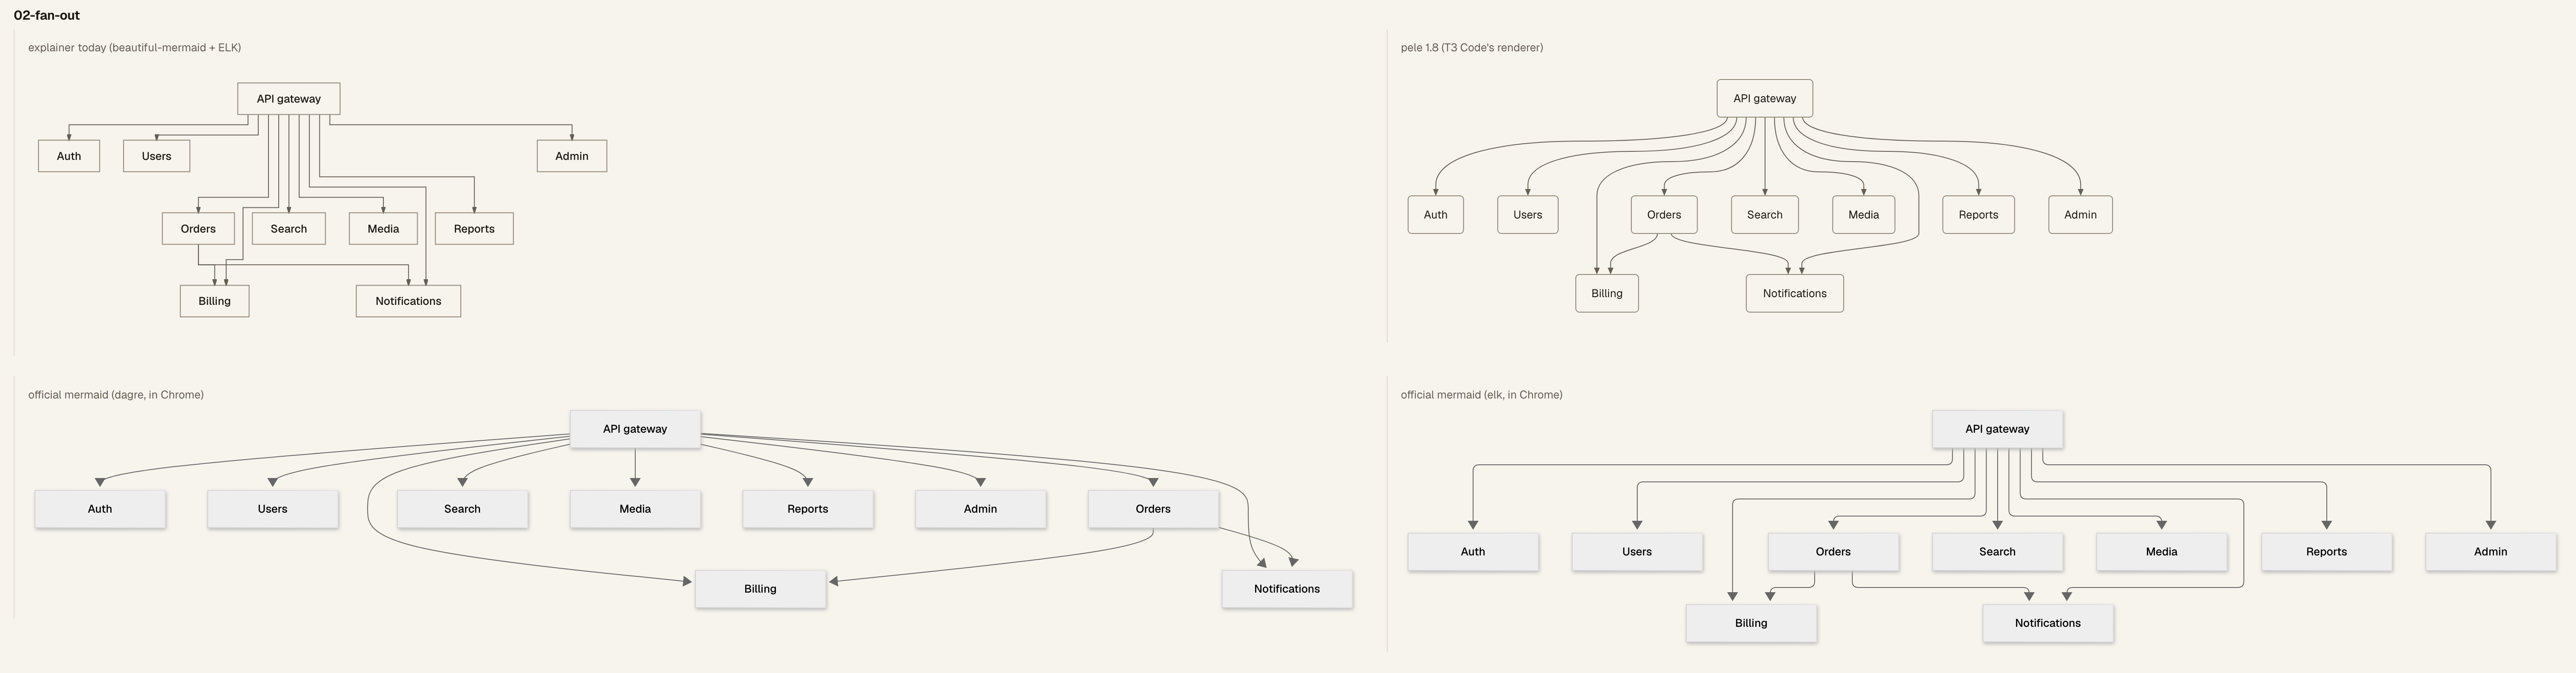 02-fan-out
explainer today (beautiful-mermaid + ELK)
API gateway
Auth
Users
Admin
Orders
Search
Media
Reports
Billing
Notifications
pele 1.8 (T3 Code's renderer)
API gateway
Auth
Users
Orders
Search
Media
Reports
Admin
Billing
Notifications
official mermaid (dagre, in Chrome)
API gateway
Auth
Users
Search
Media
Reports
Admin
Orders
Billing
Notifications
official mermaid (elk, in Chrome)
API gateway
Auth
Users
Orders
Search
Media
Reports
Admin
Billing
Notifications